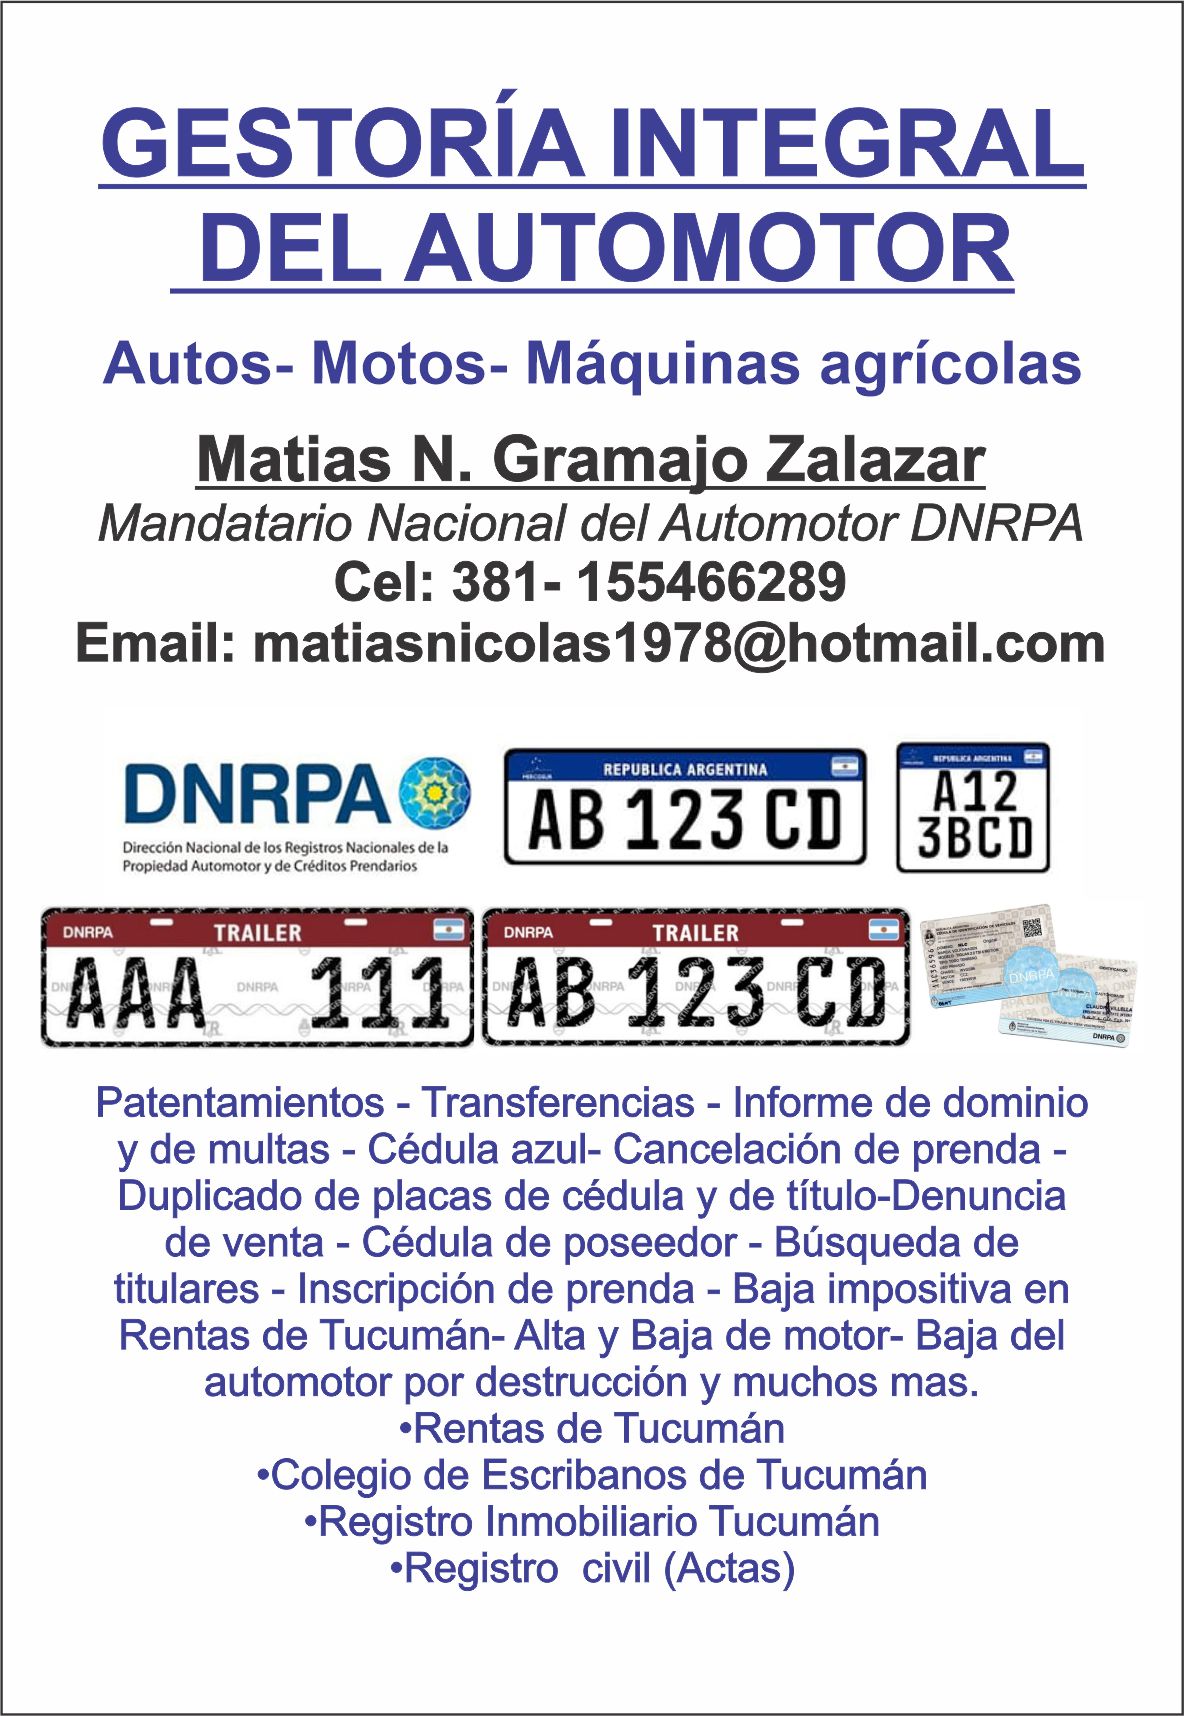 GESTORÍA INTEGRAL
DEL AUTOMOTOR
Autos- Motos- Máquinas agrícolas
Matias N. Gramajo Zalazar
Mandatario Nacional del Automotor DNRPA
Cel: 381- 155466289
Email: matiasnicolas1978@hotmail.com
DNRPA
Dirección Nacional de los Registros Nacionales de la
Propiedad Automotor y de Créditos Prendarios
MERCOSUR
REPUBLICA ARGENTINA
AB 123 CD
REPUBLICA ARGENTINA
A12
3BCD
DNRPA TRAILER
AAA 111
DNRPA TRAILER
AB 123 CD
DNRPA
DNRPA
DNRPA
Patentamientos - Transferencias - Informe de dominio
y de multas - Cédula azul- Cancelación de prenda -
Duplicado de placas de cédula y de título-Denuncia
de venta - Cédula de poseedor - Búsqueda de
titulares - Inscripción de prenda - Baja impositiva en
Rentas de Tucumán- Alta y Baja de motor- Baja del
automotor por destrucción y muchos mas.
•Rentas de Tucumán
•Colegio de Escribanos de Tucumán
•Registro Inmobiliario Tucumán
•Registro  civil (Actas)